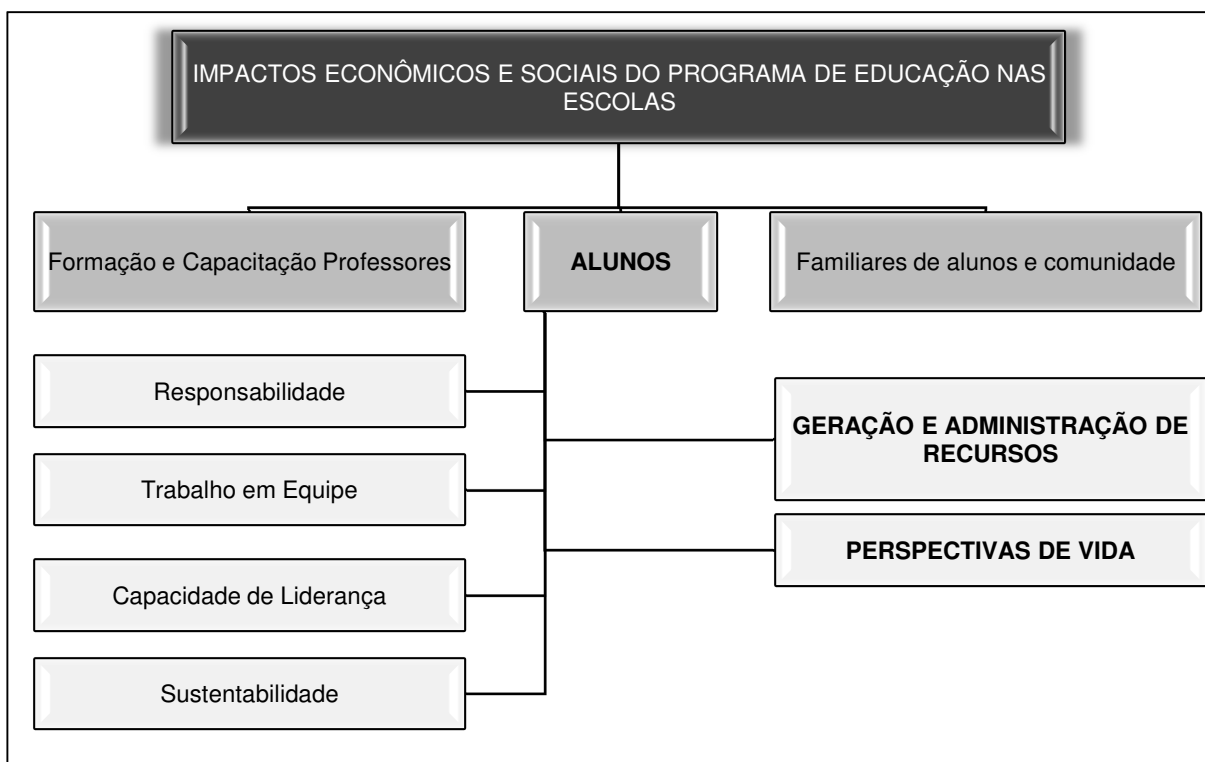 IMPACTOS ECONÔMICOS E SOCIAIS DO PROGRAMA DE EDUCAÇÃO NAS
ESCOLAS
Formação e Capacitação Professores
ALUNOS
Familiares de alunos e comunidade
Responsabilidade
Trabalho em Equipe
Capacidade de Liderança
Sustentabilidade
GERAÇÃO E ADMINISTRAÇÃO DE
RECURSOS
PERSPECTIVAS DE VIDA